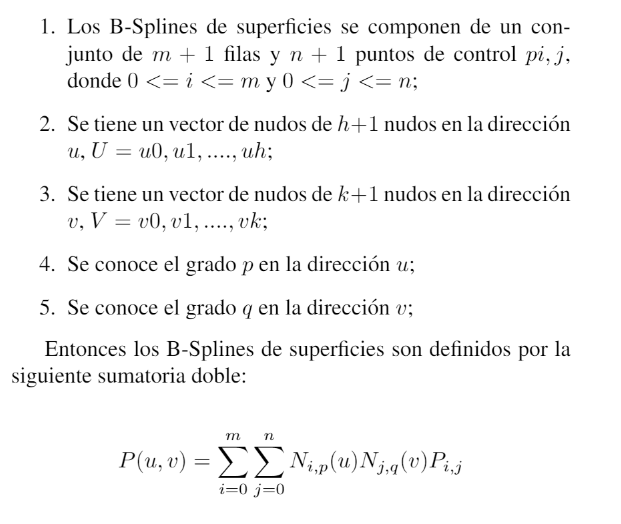 1. Los B-Splines de superficies se componen de un con-
junto de m + 1 filas y n + 1 puntos de control pi, j,
donde 0 <= i <= m y 0 <= j <= n;
2. Se tiene un vector de nudos de h+1 nudos en la dirección
u, U = u0, u1, ...., uh;
3. Se tiene un vector de nudos de k+1 nudos en la dirección
v, V = v0, v1, ...., vk;
4. Se conoce el grado p en la dirección u;
5. Se conoce el grado q en la dirección v;
Entonces los B-Splines de superficies son definidos por la
siguiente sumatoria doble:
P(u, v) = ∑_{i=0}^{m} ∑_{j=0}^{n} N_{i,p}(u)N_{j,q}(v)P_{i,j}